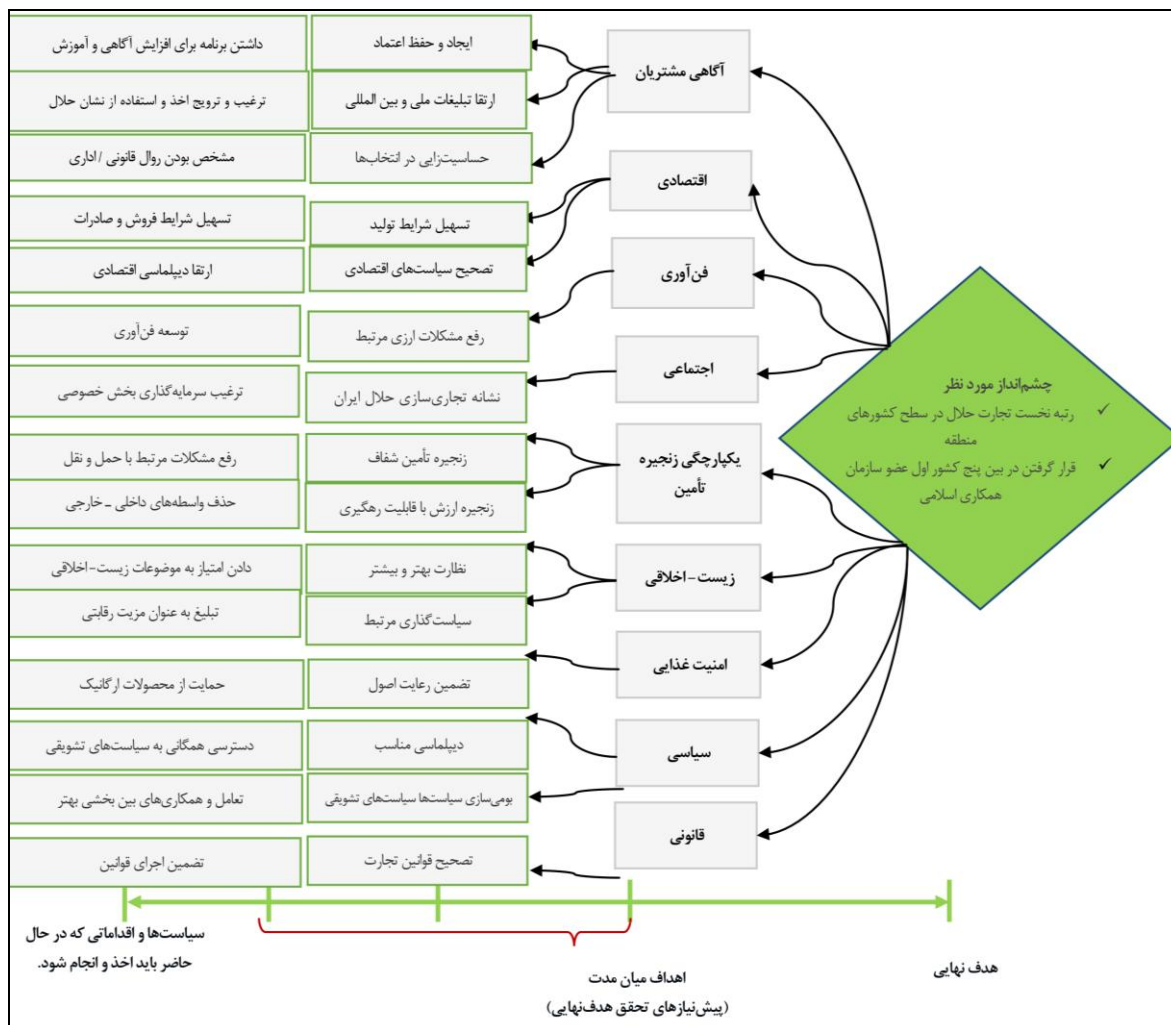 آگاهی مشتریان
ایجاد و حفظ اعتماد
داشتن برنامه برای افزایش آگاهی و آموزش
ارتقا تبلیغات ملی و بین المللی
ترغیب و ترویج اخذ و استفاده از نشان حلال
حساسیت‌زایی در انتخاب‌ها
مشخص بودن روال قانونی /اداری
اقتصادی
تسهیل شرایط تولید
تسهیل شرایط فروش و صادرات
تصحیح سیاست‌های اقتصادی
ارتقا دیپلماسی اقتصادی
فن‌آوری
رفع مشکلات ارزی مرتبط
توسعه فن‌آوری
اجتماعی
نشانه تجاری‌سازی حلال ایران
ترغیب سرمایه‌گذاری بخش خصوصی
چشم‌انداز مورد نظر
✓ رتبه نخست تجارت حلال در سطح کشورهای
منطقه
✓ قرار گرفتن در بین پنج کشور اول عضو سازمان
همکاری اسلامی
یکپارچگی زنجیره
تأمین
زنجیره تأمین شفاف
رفع مشکلات مرتبط با حمل و نقل
زنجیره ارزش با قابلیت رهگیری
حذف واسطه‌های داخلی ـ خارجی
زیست-اخلاقی
نظارت بهتر و بیشتر
دادن امتیاز به موضوعات زیست-اخلاقی
سیاست‌گذاری مرتبط
تبلیغ به عنوان مزیت رقابتی
امنیت غذایی
تضمین رعایت اصول
حمایت از محصولات ارگانیک
سیاسی
دیپلماسی مناسب
دسترسی همگانی به سیاست‌های تشویقی
بومی‌سازی سیاست‌ها سیاست‌های تشویقی
تعامل و همکاری‌های بین بخشی بهتر
قانونی
تصحیح قوانین تجارت
تضمین اجرای قوانین
هدف نهایی
اهداف میان مدت
(پیش‌نیازهای تحقق هدف‌نهایی)
سیاست‌ها و اقداماتی که در حال
حاضر باید اخذ و انجام شود.